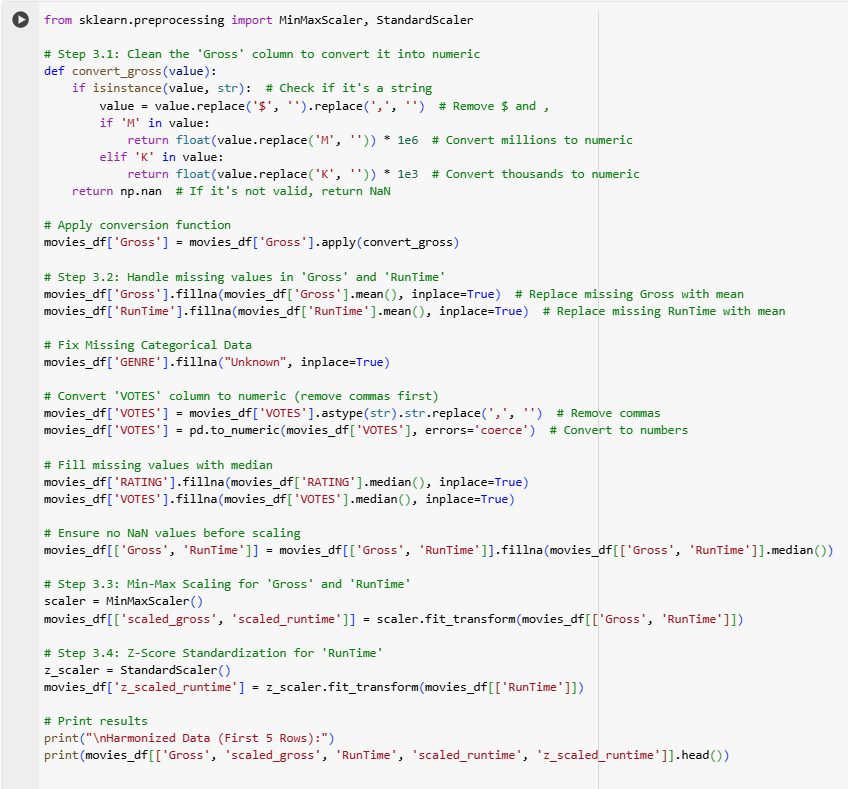 from sklearn.preprocessing import MinMaxScaler, StandardScaler
# Step 3.1: Clean the 'Gross' column to convert it into numeric
def convert_gross(value):
    if isinstance(value, str):  # Check if it's a string
        value = value.replace('$', '').replace(',', '')  # Remove $ and ,
        if 'M' in value:
            return float(value.replace('M', '')) * 1e6  # Convert millions to numeric
        elif 'K' in value:
            return float(value.replace('K', '')) * 1e3  # Convert thousands to numeric
    return np.nan  # If it's not valid, return NaN
# Apply conversion function
movies_df['Gross'] = movies_df['Gross'].apply(convert_gross)
# Step 3.2: Handle missing values in 'Gross' and 'RunTime'
movies_df['Gross'].fillna(movies_df['Gross'].mean(), inplace=True)  # Replace missing Gross with mean
movies_df['RunTime'].fillna(movies_df['RunTime'].mean(), inplace=True)  # Replace missing RunTime with mean
# Fix Missing Categorical Data
movies_df['GENRE'].fillna("Unknown", inplace=True)
# Convert 'VOTES' column to numeric (remove commas first)
movies_df['VOTES'] = movies_df['VOTES'].astype(str).str.replace(',', '')  # Remove commas
movies_df['VOTES'] = pd.to_numeric(movies_df['VOTES'], errors='coerce')  # Convert to numbers
# Fill missing values with median
movies_df['RATING'].fillna(movies_df['RATING'].median(), inplace=True)
movies_df['VOTES'].fillna(movies_df['VOTES'].median(), inplace=True)
# Ensure no NaN values before scaling
movies_df[['Gross', 'RunTime']] = movies_df[['Gross', 'RunTime']].fillna(movies_df[['Gross', 'RunTime']].median())
# Step 3.3: Min-Max Scaling for 'Gross' and 'RunTime'
scaler = MinMaxScaler()
movies_df[['scaled_gross', 'scaled_runtime']] = scaler.fit_transform(movies_df[['Gross', 'RunTime']])
# Step 3.4: Z-Score Standardization for 'RunTime'
z_scaler = StandardScaler()
movies_df['z_scaled_runtime'] = z_scaler.fit_transform(movies_df[['RunTime']])
# Print results
print("\nHarmonized Data (First 5 Rows):")
print(movies_df[['Gross', 'scaled_gross', 'RunTime', 'scaled_runtime', 'z_scaled_runtime']].head())